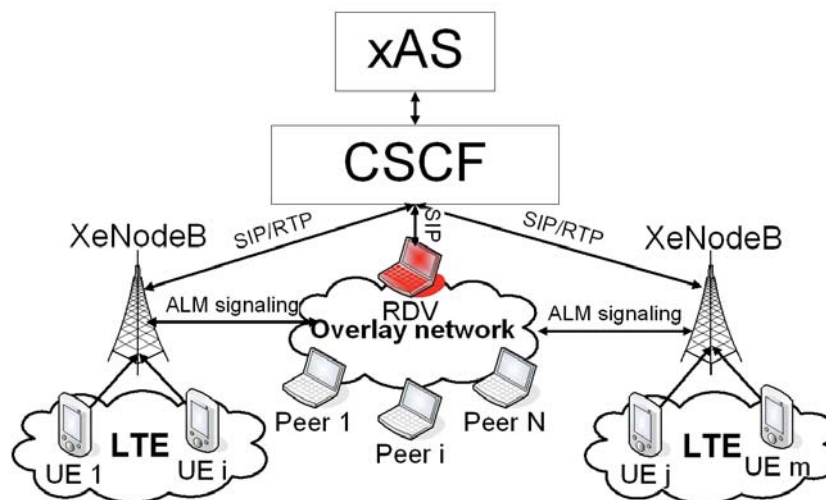 xAS
CSCF
XeNodeB
SIP/RTP
SIP
SIP/RTP
XeNodeB
RDV
ALM signaling
Overlay network
ALM signaling
Peer 1
Peer i
Peer N
LTE
UE 1
UE i
LTE
UE j
UE m